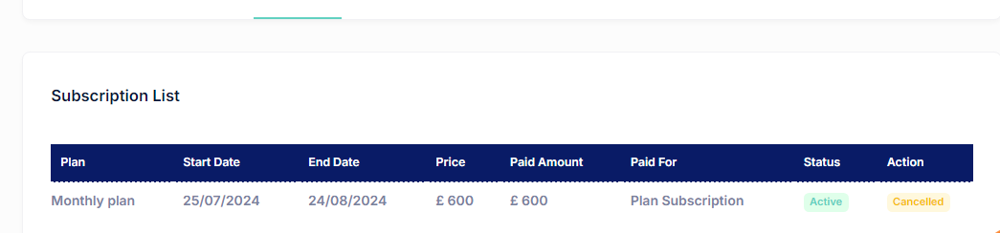 Subscription List
Plan Start Date End Date Price Paid Amount Paid For Status Action
Monthly plan 25/07/2024 24/08/2024 £ 600 £ 600 Plan Subscription Active Cancelled